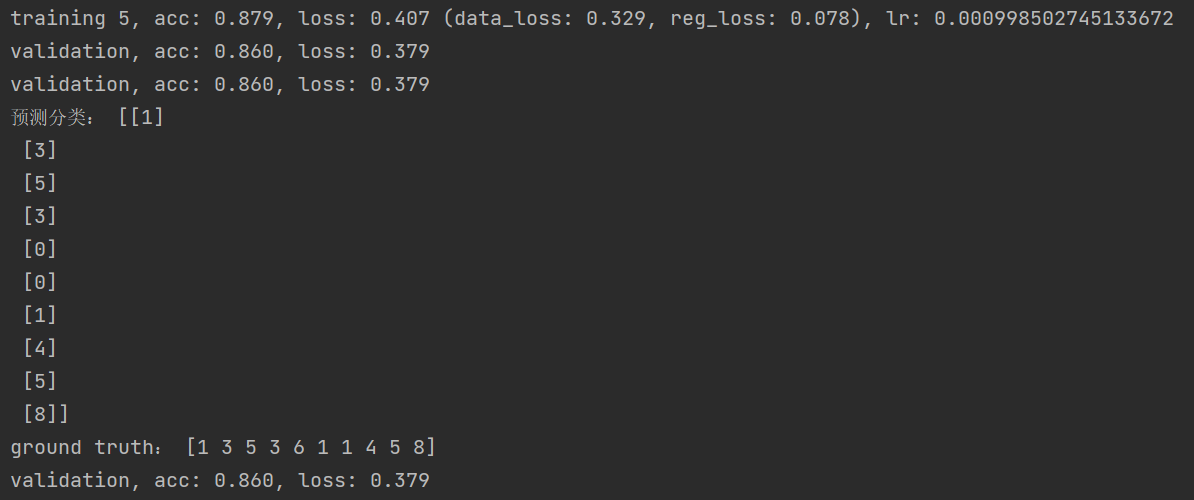 training 5, acc: 0.879, loss: 0.407 (data_loss: 0.329, reg_loss: 0.078), lr: 0.000998502745133672
validation, acc: 0.860, loss: 0.379
validation, acc: 0.860, loss: 0.379
预测分类： [[1]
[3]
[5]
[3]
[0]
[0]
[1]
[4]
[5]
[8]]
ground truth： [1 3 5 3 6 1 1 4 5 8]
validation, acc: 0.860, loss: 0.379